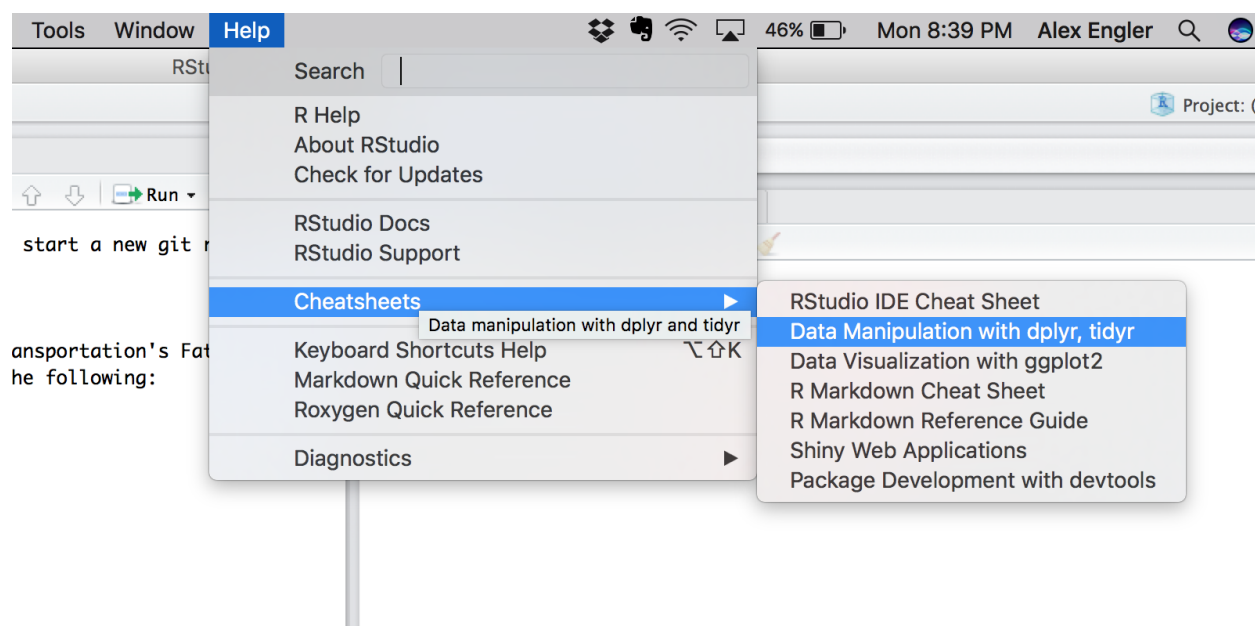 Tools Window Help 46% Mon 8:39 PM Alex Engler
RStu
Search
Project: (
R Help
About RStudio
Check for Updates
Run
RStudio Docs
start a new git r
RStudio Support
Cheatsheets
RStudio IDE Cheat Sheet
Data manipulation with dplyr and tidyr
Data Manipulation with dplyr, tidyr
ansportation's Fat
Keyboard Shortcuts Help ⌥⇧K
Data Visualization with ggplot2
he following:
Markdown Quick Reference
R Markdown Cheat Sheet
Roxygen Quick Reference
R Markdown Reference Guide
Diagnostics
Shiny Web Applications
Package Development with devtools